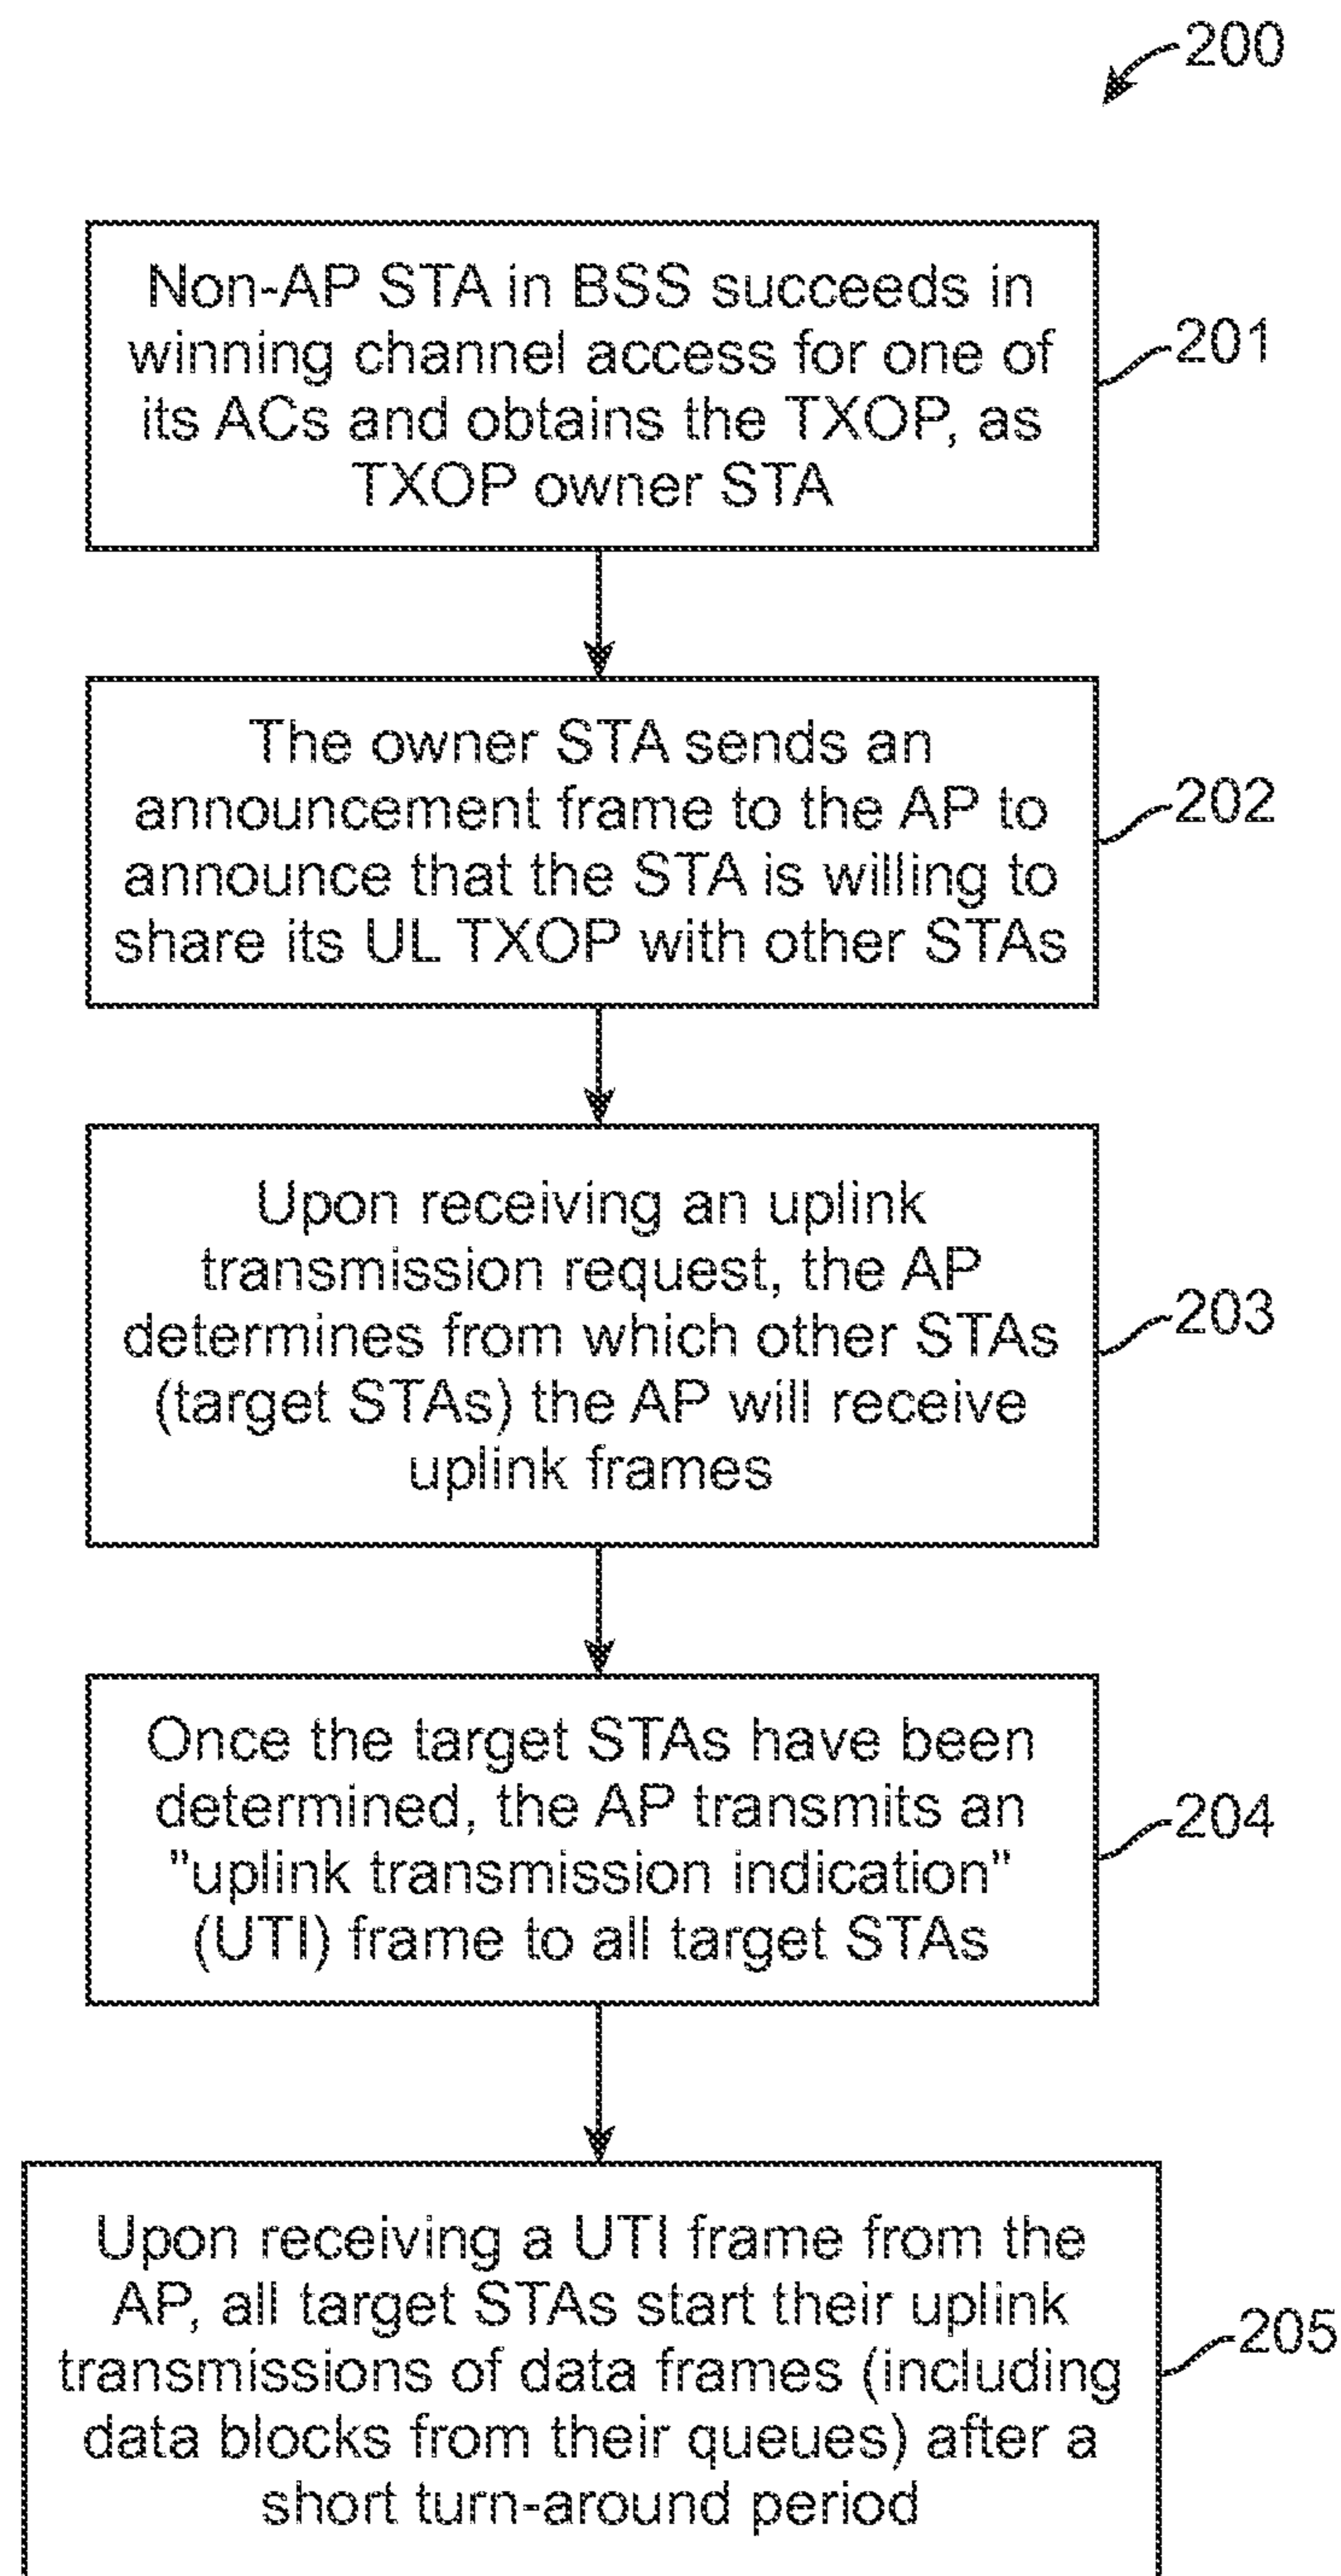 200
Non-AP STA in BSS succeeds in
winning channel access for one of
its ACs and obtains the TXOP, as
TXOP owner STA
201
The owner STA sends an
announcement frame to the AP to
announce that the STA is willing to
share its UL TXOP with other STAs
202
Upon receiving an uplink
transmission request, the AP
determines from which other STAs
(target STAs) the AP will receive
uplink frames
203
Once the target STAs have been
determined, the AP transmits an
"uplink transmission indication"
(UTI) frame to all target STAs
204
Upon receiving a UTI frame from the
AP, all target STAs start their uplink
transmissions of data frames (including
data blocks from their queues) after a
short turn-around period
205